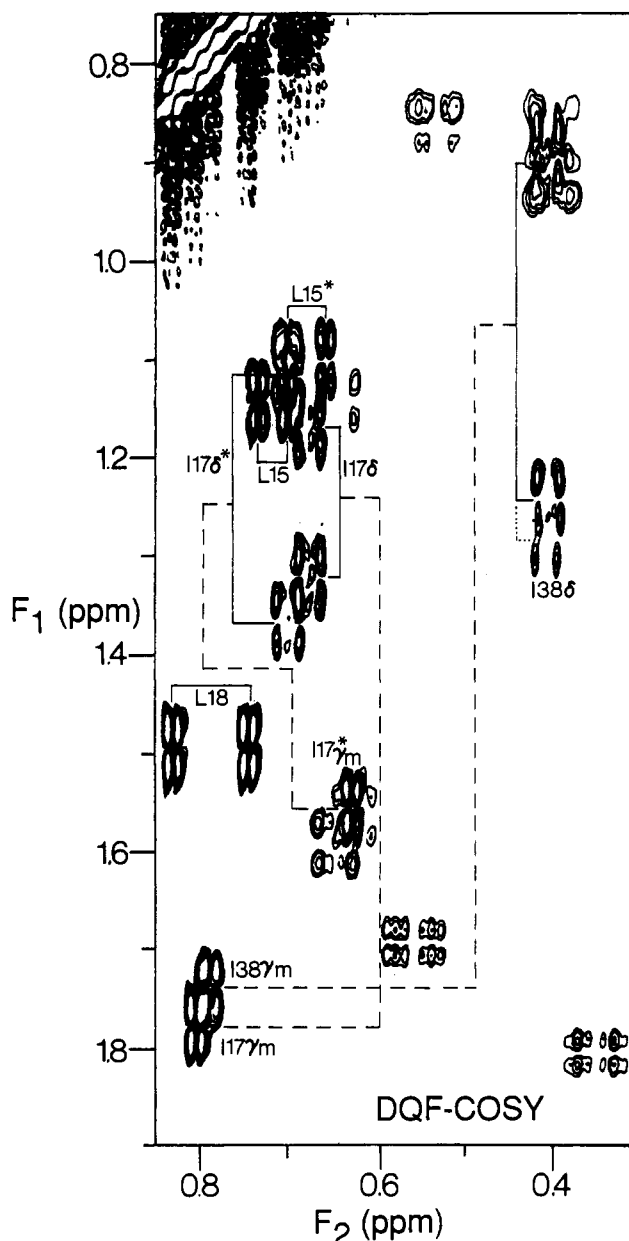 0.8
1.0
L15*
1.2
I17δ*
L15
I17δ
F₁ (ppm)
I38δ
1.4
L18
I17γm*
1.6
I38γm
I17γm
1.8
DQF-COSY
0.8
0.6
0.4
F₂ (ppm)